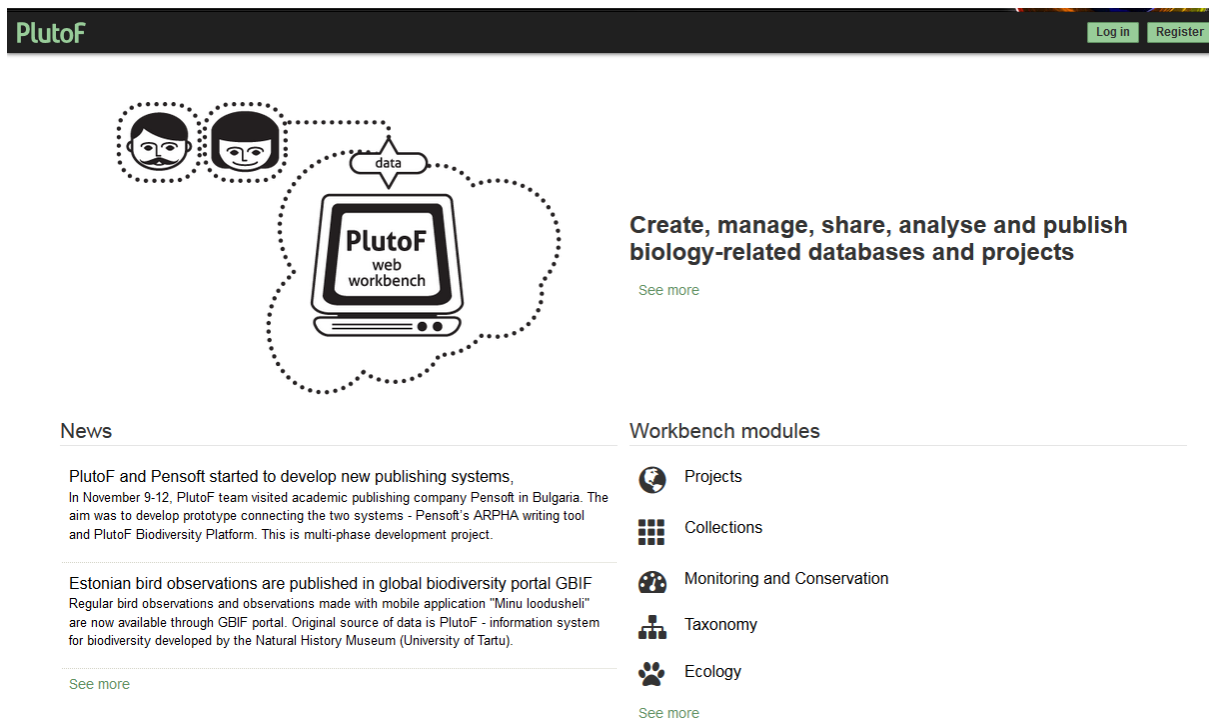 PlutoF
Log in
Register
data
PlutoF
web
workbench
Create, manage, share, analyse and publish
biology-related databases and projects
See more
News
PlutoF and Pensoft started to develop new publishing systems,
In November 9-12, PlutoF team visited academic publishing company Pensoft in Bulgaria. The
aim was to develop prototype connecting the two systems - Pensoft's ARPHA writing tool
and PlutoF Biodiversity Platform. This is multi-phase development project.
Estonian bird observations are published in global biodiversity portal GBIF
Regular bird observations and observations made with mobile application "Minu loodusheli"
are now available through GBIF portal. Original source of data is PlutoF - information system
for biodiversity developed by the Natural History Museum (University of Tartu).
See more
Workbench modules
Projects
Collections
Monitoring and Conservation
Taxonomy
Ecology
See more